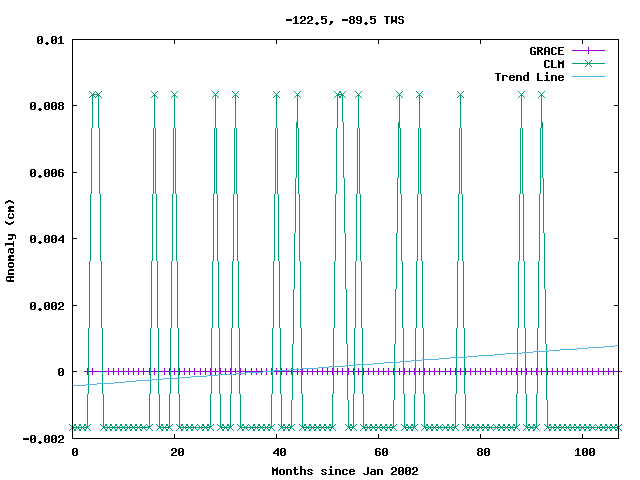 -122.5, -89.5 TWS
0.01
GRACE
CLM
Trend Line
0.008
0.006
0.004
0.002
0
-0.002
Anomaly (cm)
0 20 40 60 80 100
Months since Jan 2002